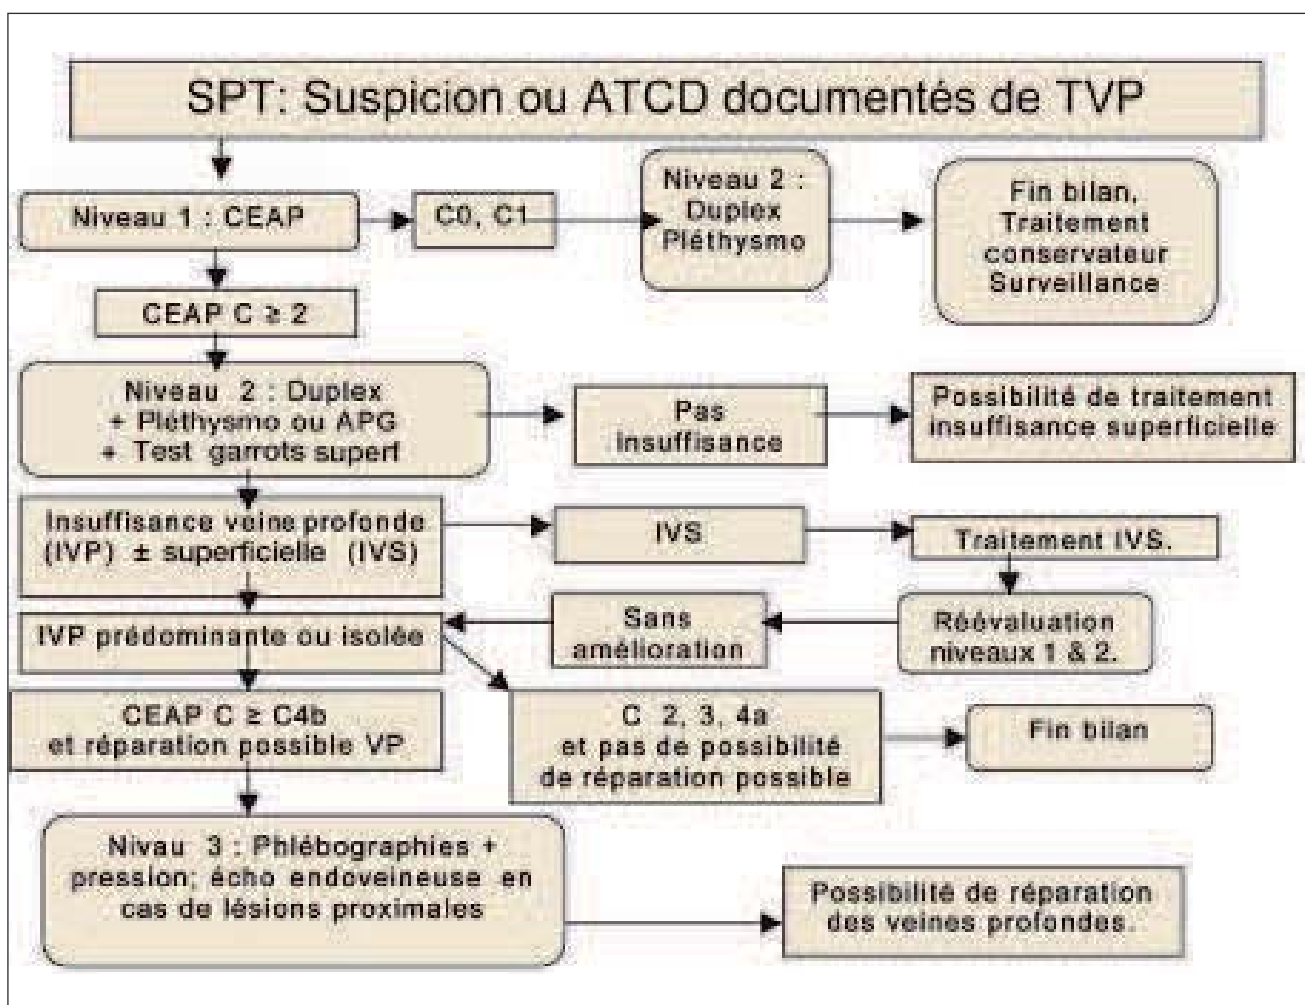 SPT: Suspicion ou ATCD documentés de TVP
Niveau 1 : CEAP
C0, C1
Niveau 2 :
Duplex
Pléthysmo
Fin bilan,
Traitement
conservateur
Surveillance
CEAP C ≥ 2
Niveau 2 : Duplex
+ Pléthysmo ou APG
+ Test garrots superf
Pas
insuffisance
Possibilité de traitement
insuffisance superficielle
Insuffisance veine profonde
(IVP) ± superficielle (IVS)
IVS
Traitement IVS.
IVP prédominante ou isolée
Sans
amélioration
Réévaluation
niveaux 1 & 2.
CEAP C ≥ C4b
et réparation possible VP
C 2, 3, 4a
et pas de possibilité
de réparation possible
Fin bilan
Nivau 3 : Phlébographies +
pression; écho endoveineuse en
cas de lésions proximales
Possibilité de réparation
des veines profondes.